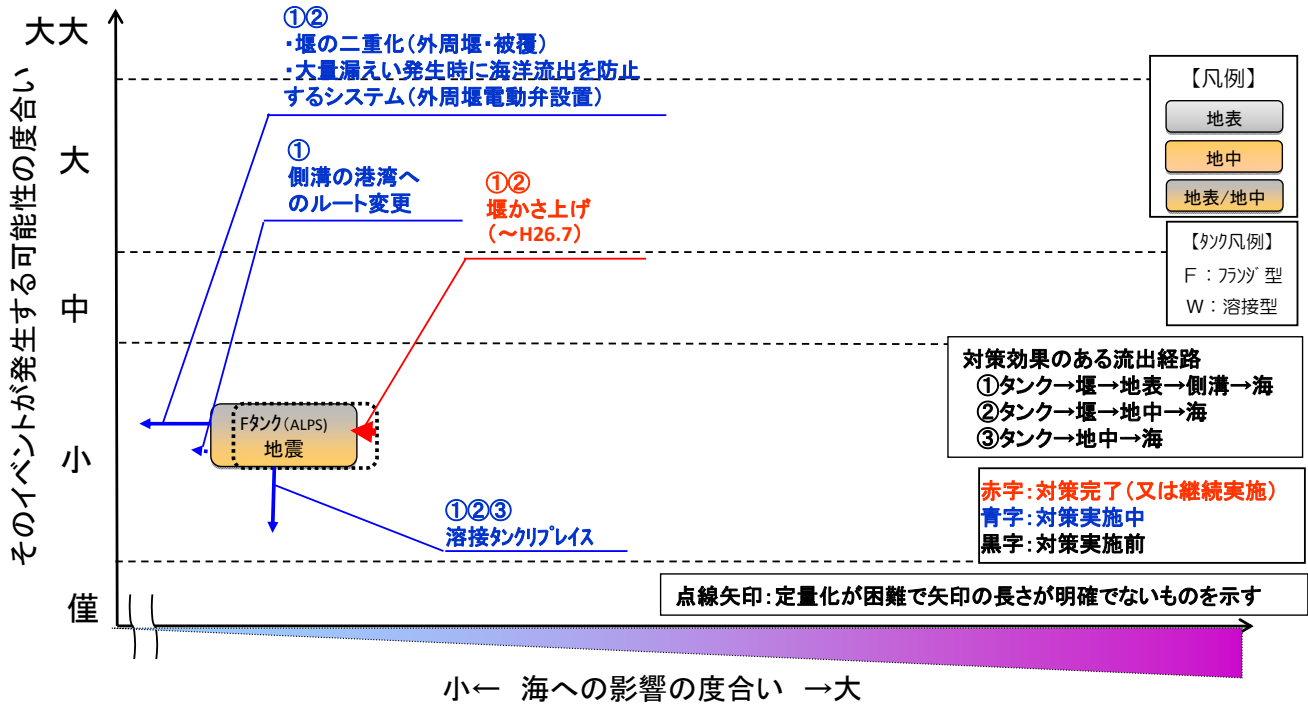 そのイベントが発生する可能性の度合い
大大
大
中
小
僅
①②
・堰の二重化(外周堰・被覆)
・大量漏えい発生時に海洋流出を防止
するシステム(外周堰電動弁設置)
①
側溝の港湾へ
のルート変更
①②
堰かさ上げ
(~H26.7)
Fタンク(ALPS)
地震
①②③
溶接タンクリプレイス
【凡例】
地表
地中
地表/地中
【タンク凡例】
F:フランジ型
W:溶接型
対策効果のある流出経路
①タンク→堰→地表→側溝→海
②タンク→堰→地中→海
③タンク→地中→海
赤字:対策完了(又は継続実施)
青字:対策実施中
黒字:対策実施前
点線矢印:定量化が困難で矢印の長さが明確でないものを示す
小← 海への影響の度合い →大